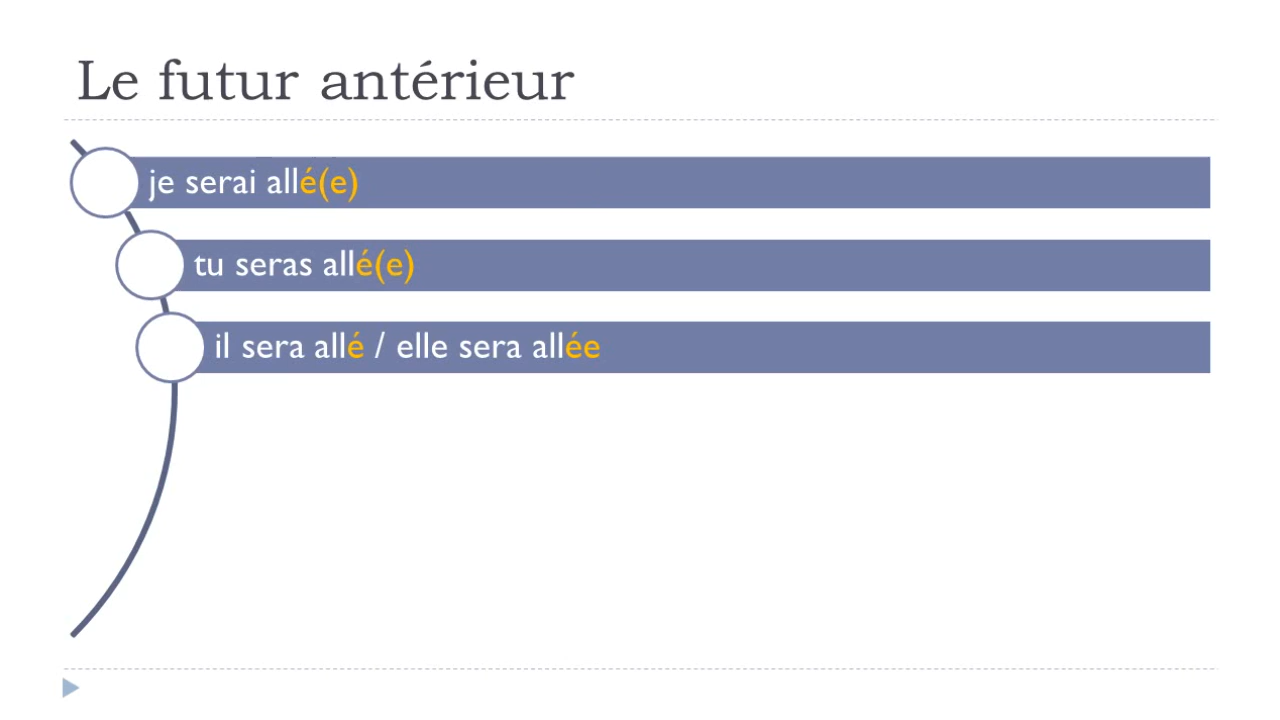 Le futur antérieur
je serai allé(e)
tu seras allé(e)
il sera allé / elle sera allée